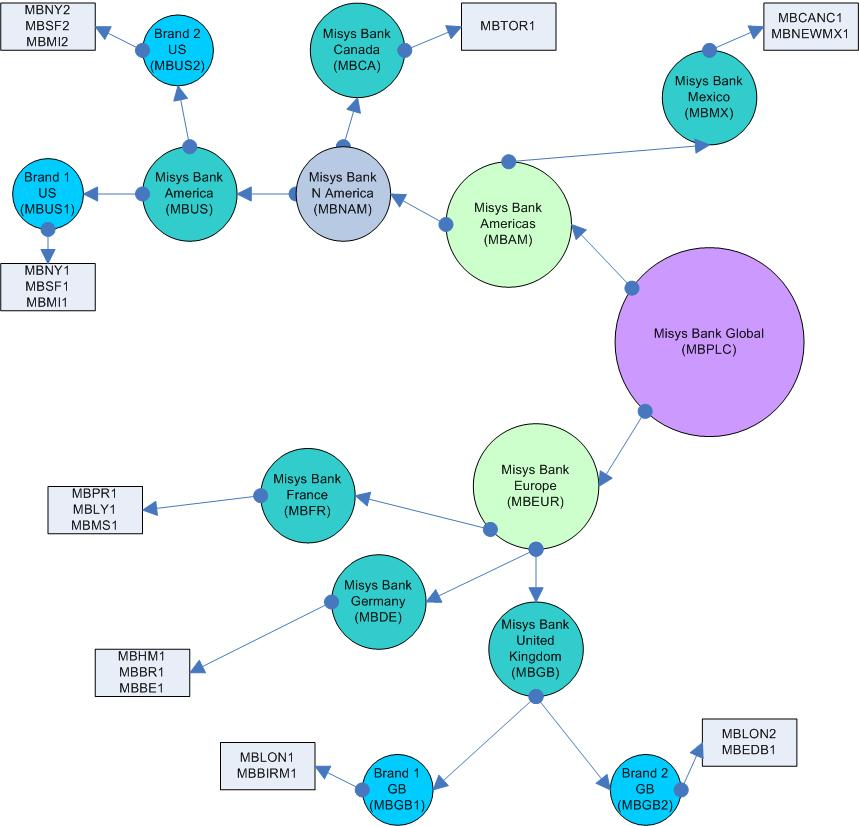 MBNY2
MBSF2
MBMI2
Brand 2
US
(MBUS2)
Misys Bank
Canada
(MBCA)
MBTOR1
MBCANC1
MBNEWMX1
Misys Bank
Mexico
(MBMX)
Brand 1
US
(MBUS1)
Misys Bank
America
(MBUS)
Misys Bank
N America
(MBNAM)
Misys Bank
Americas
(MBAM)
MBNY1
MBSF1
MBMI1
Misys Bank Global
(MBPLC)
Misys Bank
Europe
(MBEUR)
Misys Bank
France
(MBFR)
MBPR1
MBLY1
MBMS1
Misys Bank
Germany
(MBDE)
Misys Bank
United
Kingdom
(MBGB)
MBHM1
MBBR1
MBBE1
MBLON1
MBBIRM1
Brand 1
GB
(MBGB1)
Brand 2
GB
(MBGB2)
MBLON2
MBEDB1